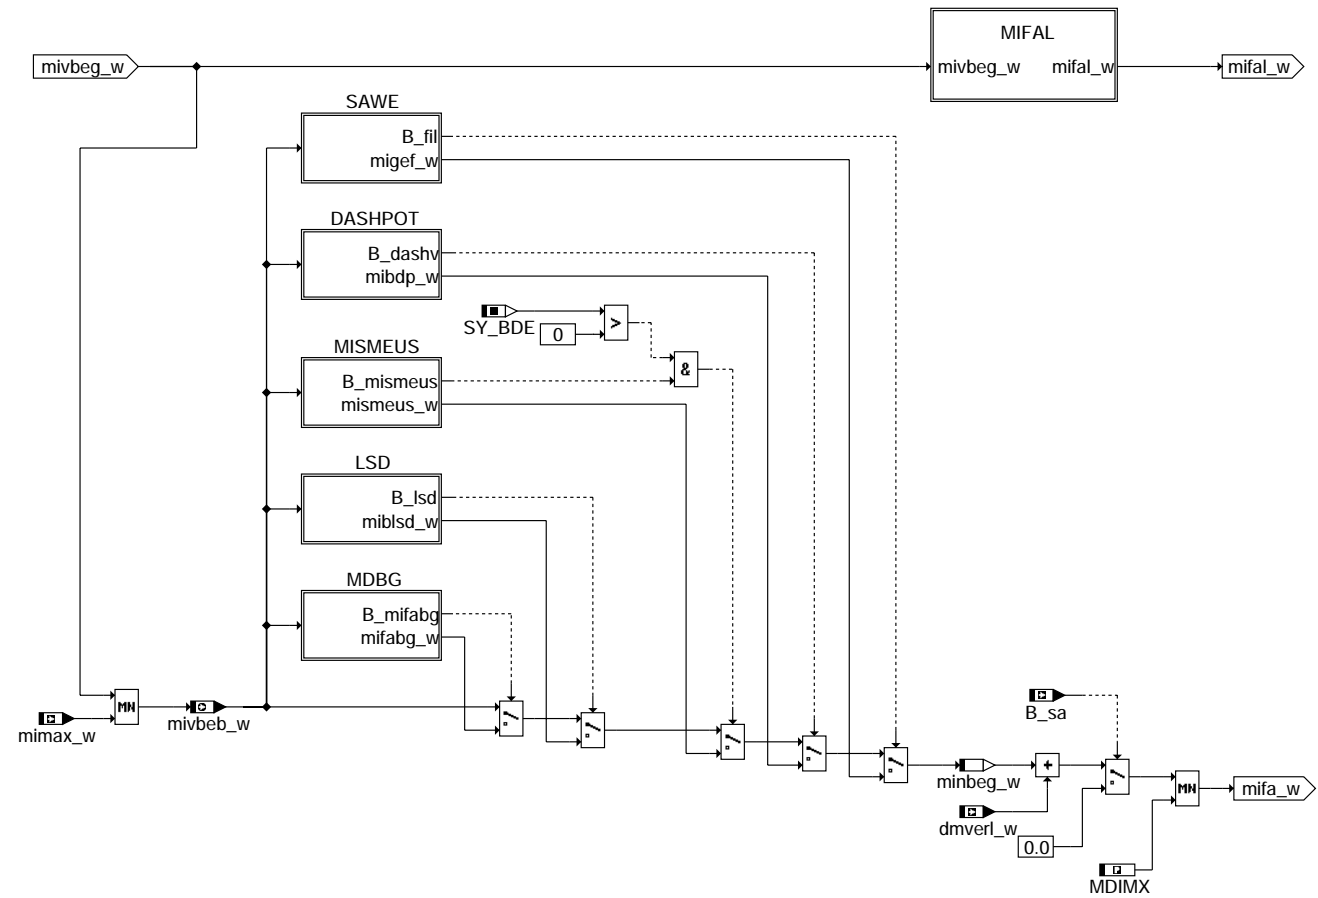 MIFAL
mivbeg_w
mivbeg_w
mifal_w
mifal_w
SAWE
B_fil
migef_w
DASHPOT
B_dashv
mibdp_w
SY_BDE
0
>
MISMEUS
&
B_mismeus
mismeus_w
LSD
B_lsd
miblsd_w
MDBG
B_mifabg
mifabg_w
MN
mimax_w
mivbeb_w
B_sa
minbeg_w
+
MN
mifa_w
dmverl_w
0.0
MDIMX